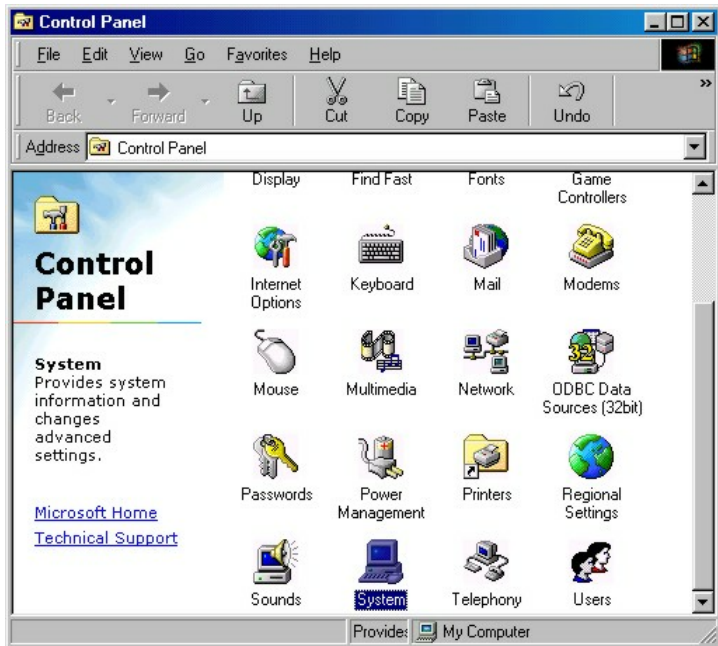 Control Panel
File Edit View Go Favorites Help
Back Forward Up Cut Copy Paste Undo »
Address Control Panel
Control
Panel
System
Provides system
information and
changes
advanced
settings.
Microsoft Home
Technical Support
Display Find Fast Fonts Game
Controllers
Internet Keyboard Mail Modems
Options
Mouse Multimedia Network ODBC Data
Sources (32bit)
32
Passwords Power Printers Regional
Management Settings
Sounds System Telephony Users
Provides My Computer